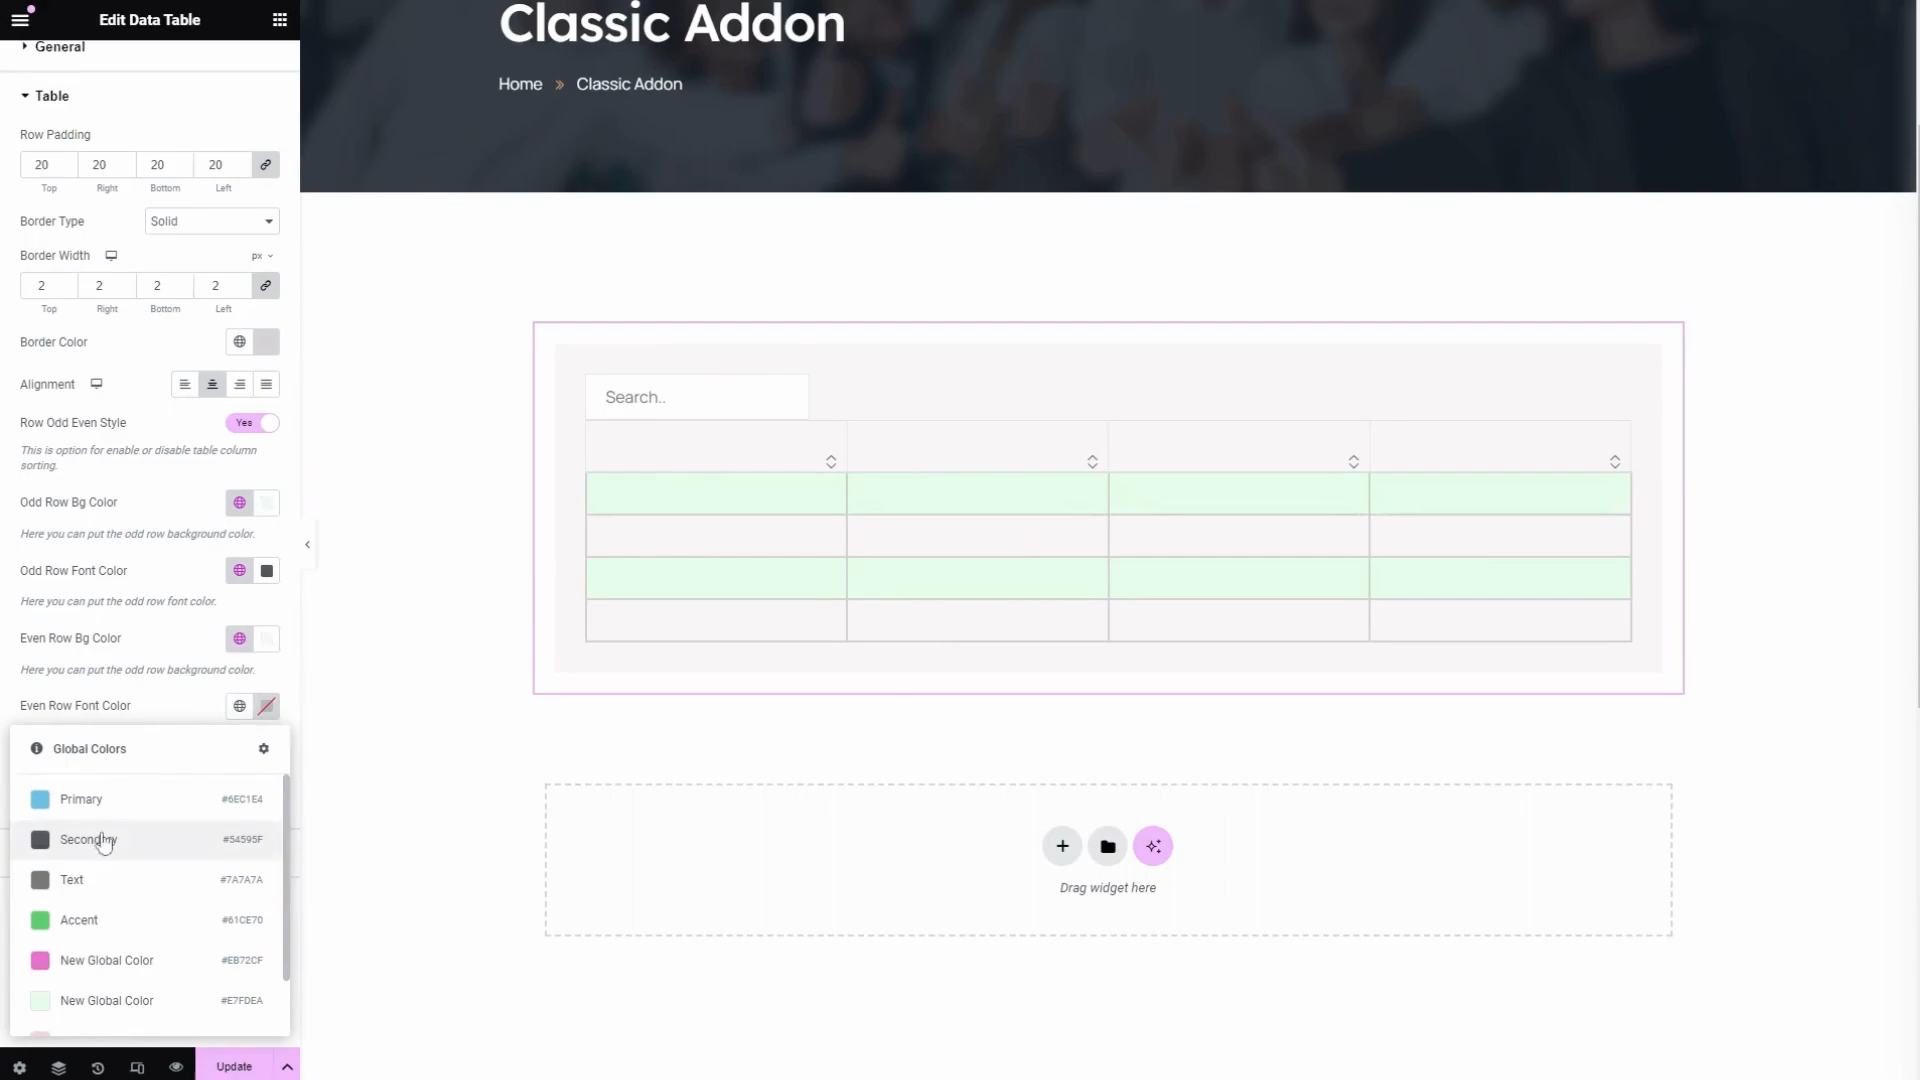 Edit Data Table
General
Table
Row Padding
20 20 20 20
Top Right Bottom Left
Border Type Solid
Border Width px
2 2 2 2
Top Right Bottom Left
Border Color
Alignment
Row Odd Even Style Yes
This is option for enable or disable table column
sorting.
Odd Row Bg Color
Here you can put the odd row background color.
Odd Row Font Color
Here you can put the odd row font color.
Even Row Bg Color
Here you can put the odd row background color.
Even Row Font Color
Global Colors
Primary #6EC1E4
Secondary #54595F
Text #7A7A7A
Accent #61CE70
New Global Color #EB72CF
New Global Color #E7FDEA
Update
Classic Addon
Home » Classic Addon
Search..
Drag widget here